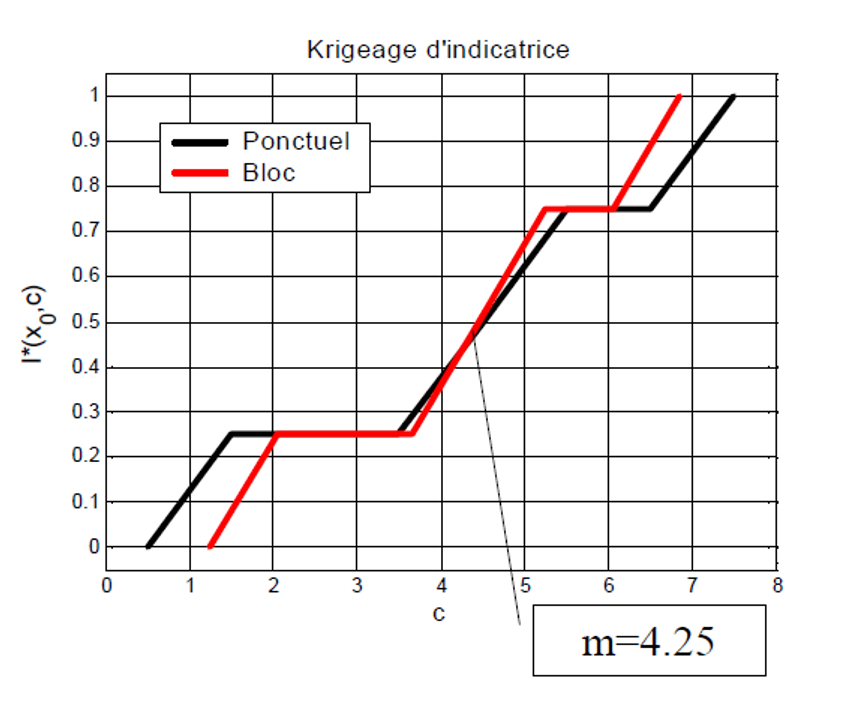 Krigeage d'indicatrice
Ponctuel
Bloc
1
0.9
0.8
0.7
0.6
0.5
0.4
0.3
0.2
0.1
0
I*(x0,c)
0 1 2 3 4 5 6 7 8
c
m=4.25